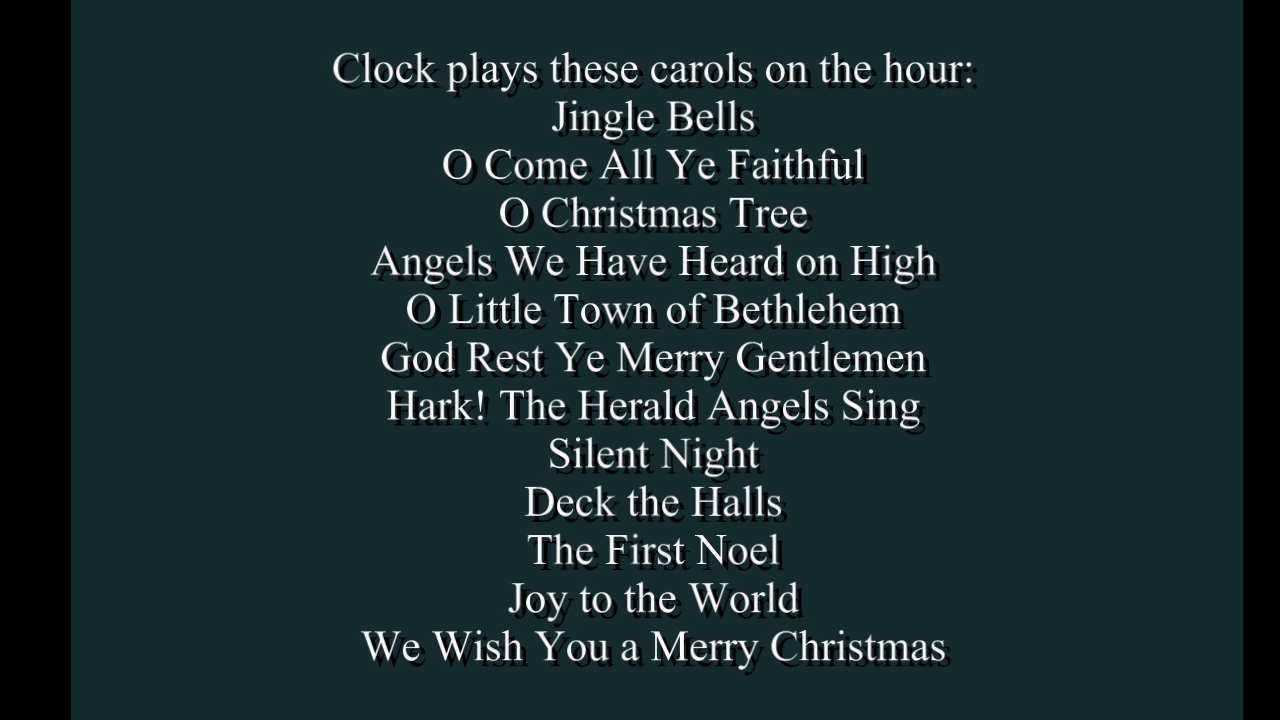 Clock plays these carols on the hour:
Jingle Bells
O Come All Ye Faithful
O Christmas Tree
Angels We Have Heard on High
O Little Town of Bethlehem
God Rest Ye Merry Gentlemen
Hark! The Herald Angels Sing
Silent Night
Deck the Halls
The First Noel
Joy to the World
We Wish You a Merry Christmas